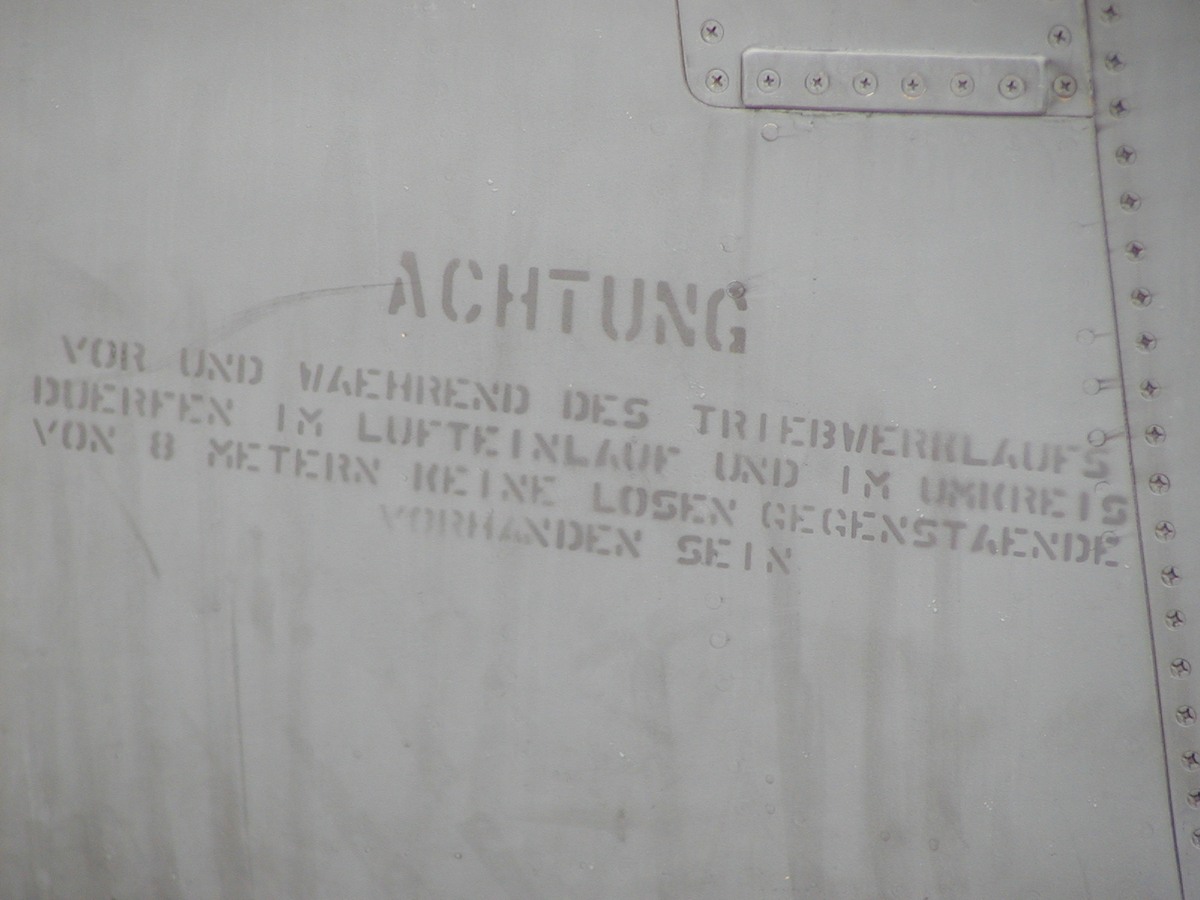 ACHTUNG
VOR UND WAEHREND DES TRIEBWERKLAUFS
DUERFEN IM LUFTEINLAUF UND IM UMKREIS
VON 8 METERN KEINE LOSEN GEGENSTAENDE
VORHANDEN SEIN